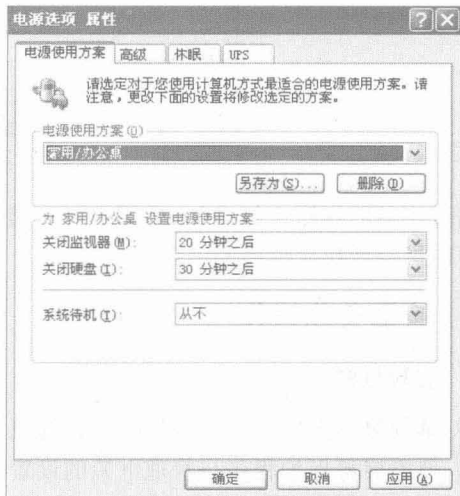 电源选项 属性
电源使用方案 高级 休眠 UPS
请选定对于您使用计算机方式最适合的电源使用方案。请
注意，更改下面的设置将修改选定的方案。
电源使用方案(O)
家用/办公桌
另存为(S)... 删除(D)
为 家用/办公桌 设置电源使用方案
关闭监视器(M): 20 分钟之后
关闭硬盘(I): 30 分钟之后
系统待机(T): 从不
确定 取消 应用(A)